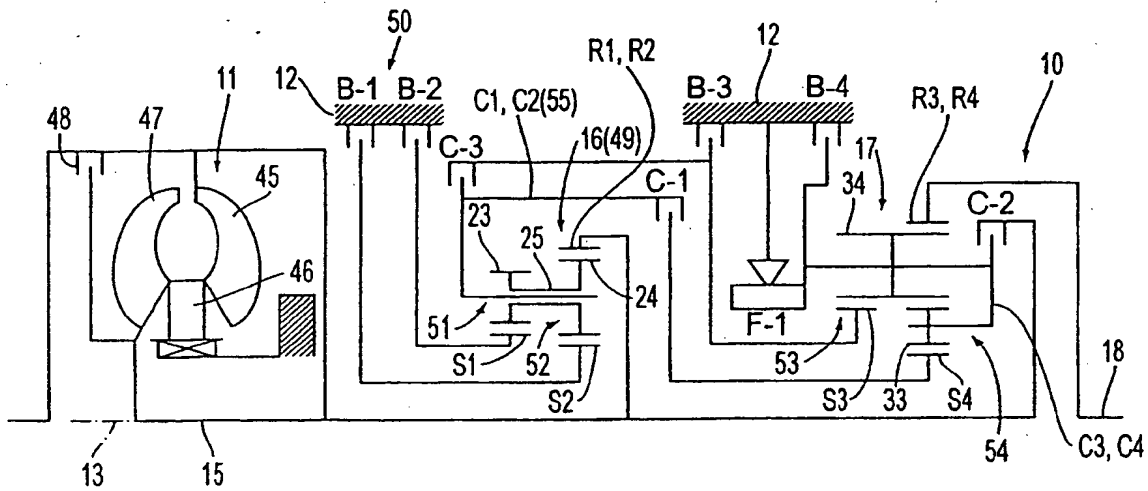 50
R1, R2
12
10
B-1 B-2
B-3 B-4
12
11
C1, C2(55)
R3, R4
48
47
45
16(49)
17
C-3
C-1
34
C-2
23
25
46
24
51
F-1
S1
52
53
S2
S3
33
S4
18
13
15
54
C3, C4